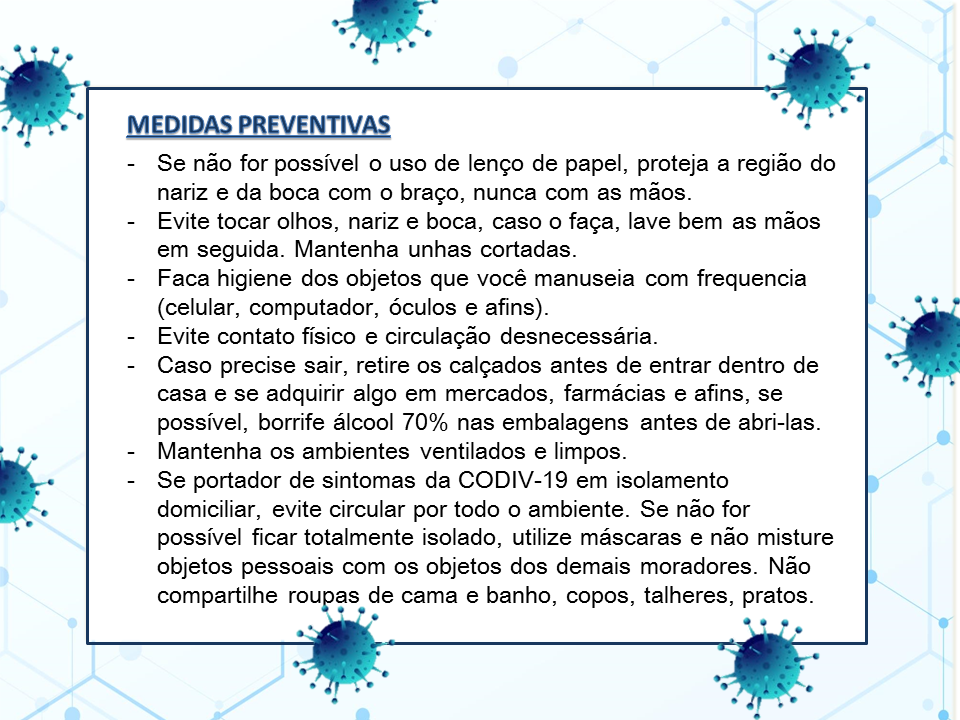 MEDIDAS PREVENTIVAS
- Se não for possível o uso de lenço de papel, proteja a região do
nariz e da boca com o braço, nunca com as mãos.
- Evite tocar olhos, nariz e boca, caso o faça, lave bem as mãos
em seguida. Mantenha unhas cortadas.
- Faca higiene dos objetos que você manuseia com frequencia
(celular, computador, óculos e afins).
- Evite contato físico e circulação desnecessária.
- Caso precise sair, retire os calçados antes de entrar dentro de
casa e se adquirir algo em mercados, farmácias e afins, se
possível, borrife álcool 70% nas embalagens antes de abri-las.
- Mantenha os ambientes ventilados e limpos.
- Se portador de sintomas da CODIV-19 em isolamento
domiciliar, evite circular por todo o ambiente. Se não for
possível ficar totalmente isolado, utilize máscaras e não misture
objetos pessoais com os objetos dos demais moradores. Não
compartilhe roupas de cama e banho, copos, talheres, pratos.